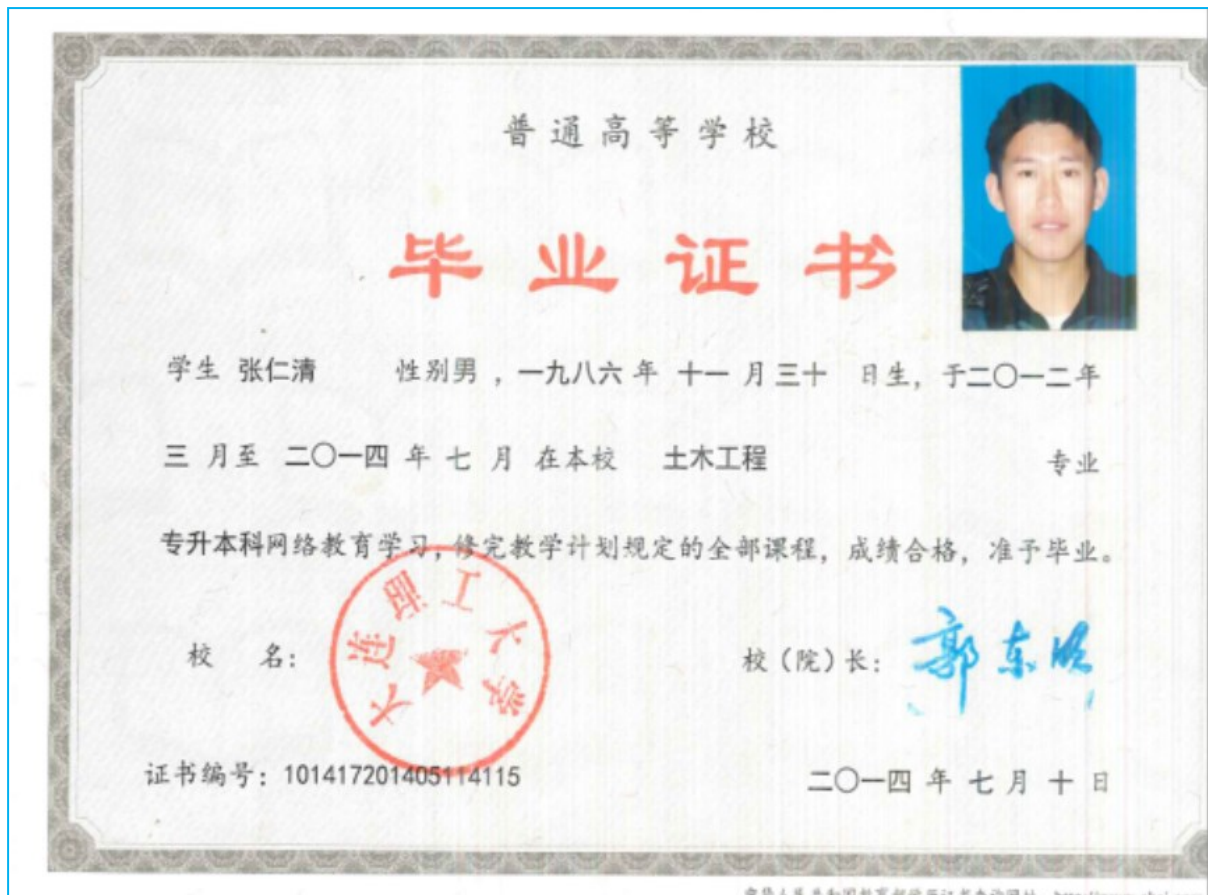 普通高等学校
毕业证书
学生 张仁清 性别男，一九八六年 十一月三十 日生，于二〇一二年
三月至 二〇一四年七月在本校 土木工程 专业
专升本科网络教育学习，修完教学计划规定的全部课程，成绩合格，准予毕业。
校 名：
大连理工大学
校（院）长：
郭东明
证书编号：101417201405114115
二〇一四年七月十日